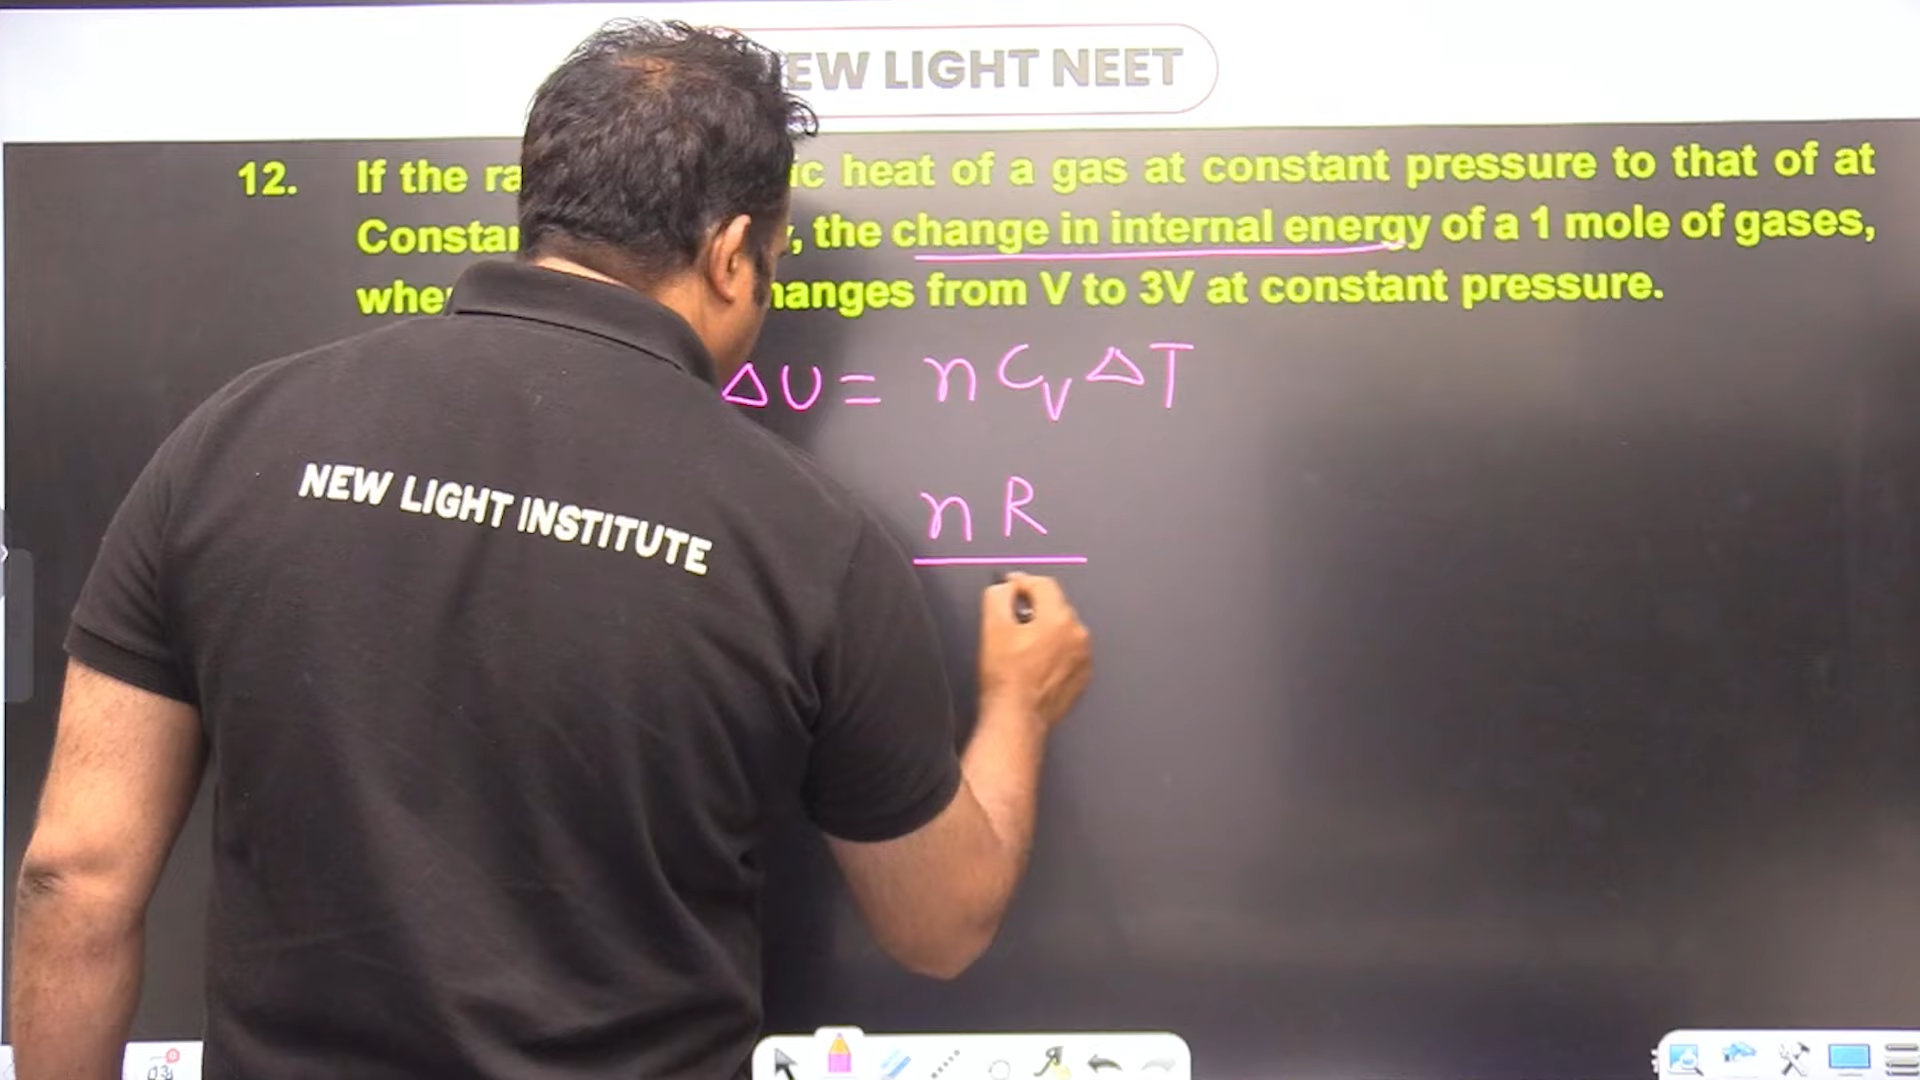 EW LIGHT NEET
12. If the ra ic heat of a gas at constant pressure to that of at
Constan , the change in internal energy of a 1 mole of gases,
whe hanges from V to 3V at constant pressure.
ΔU = nCvΔT
nR
NEW LIGHT INSTITUTE